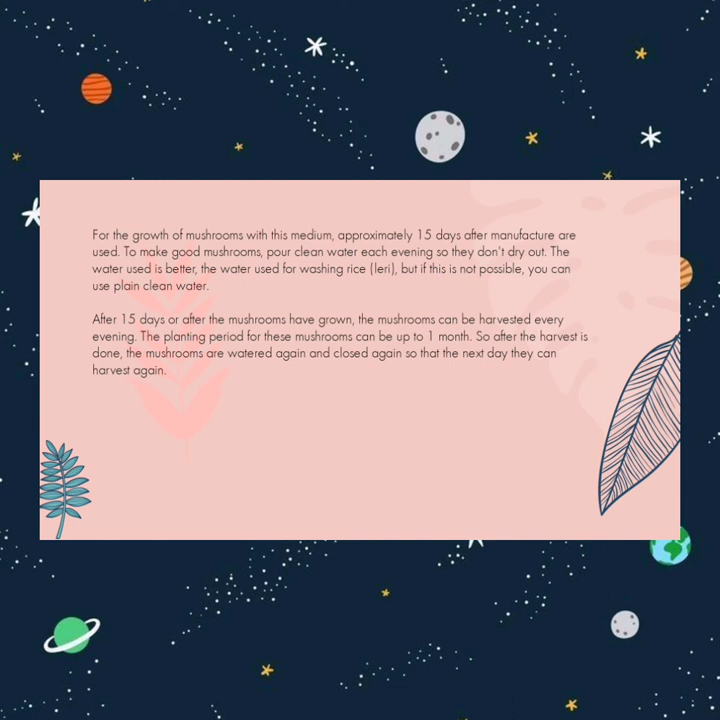 For the growth of mushrooms with this medium, approximately 15 days after manufacture are
used. To make good mushrooms, pour clean water each evening so they don't dry out. The
water used is better, the water used for washing rice (leri), but if this is not possible, you can
use plain clean water.
After 15 days or after the mushrooms have grown, the mushrooms can be harvested every
evening. The planting period for these mushrooms can be up to 1 month. So after the harvest is
done, the mushrooms are watered again and closed again so that the next day they can
harvest again.